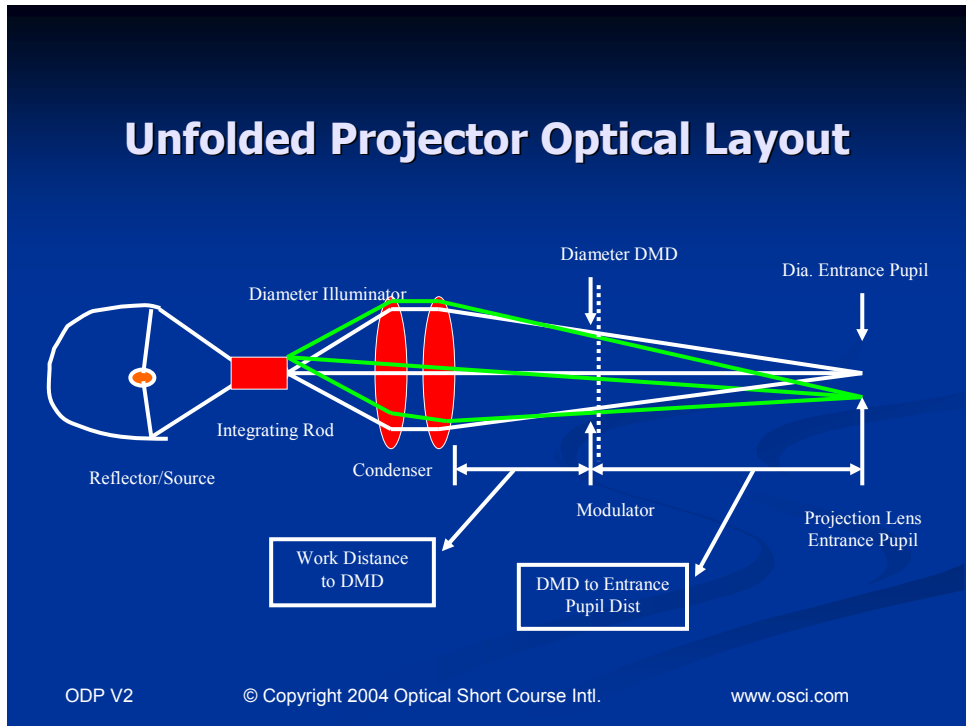 Unfolded Projector Optical Layout
Diameter DMD
Dia. Entrance Pupil
Diameter Illuminator
Integrating Rod
Condenser
Reflector/Source
Modulator
Projection Lens
Entrance Pupil
Work Distance
to DMD
DMD to Entrance
Pupil Dist
ODP V2
© Copyright 2004 Optical Short Course Intl.
www.osci.com